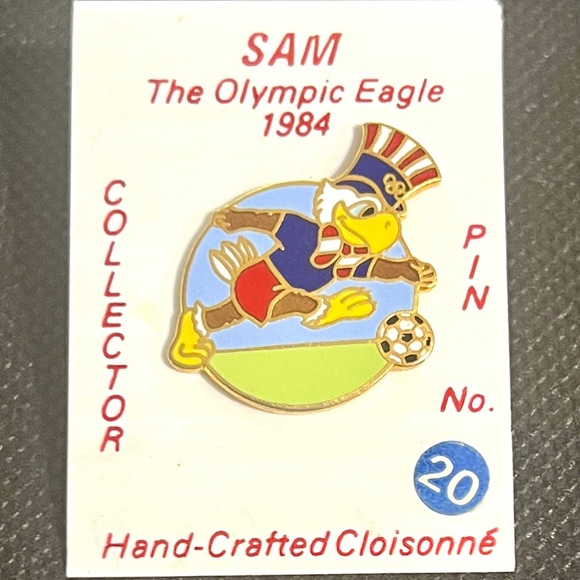 SAM
The Olympic Eagle
1984
COLLECTOR
PIN
No.
20
Hand-Crafted Cloisonné